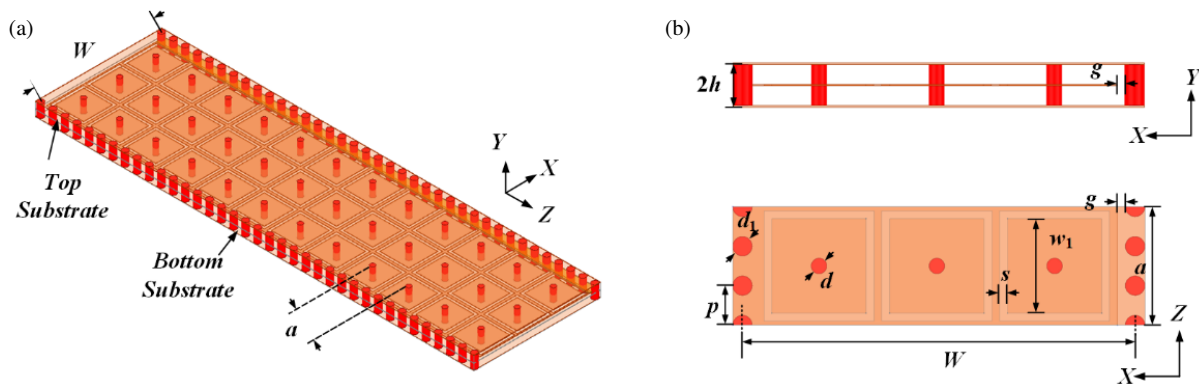 (a)
W
Top
Substrate
Bottom
Substrate
a
Y
X
Z
(b)
2h
g
Y
X
g
d1
w1
a
s
d
p
Z
W
X